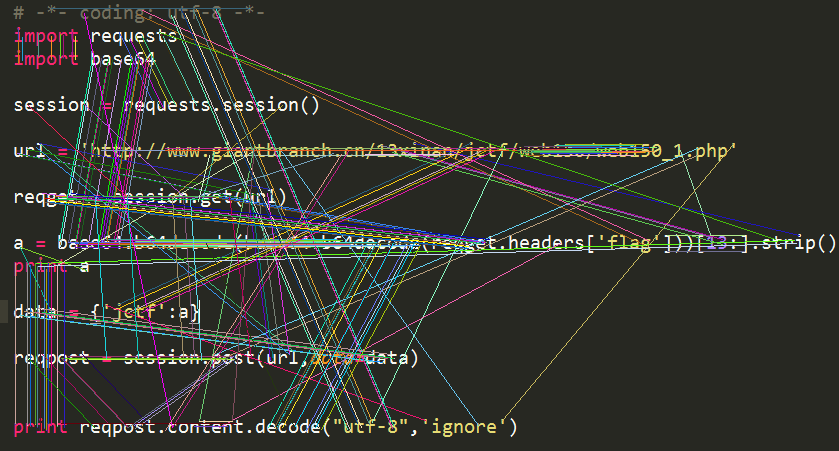 # -*- coding: utf-8 -*-
import requests
import base64
session = requests.session()
url = 'http://www.giantbranch.cn/13xinan/jctf/web150/web150_1.php'
reqget = session.get(url)
a = base64.b64decode(base64.b64decode(reqget.headers['flag']))[13:].strip()
print a
data = {'jctf':a}
reqpost = session.post(url,data=data)
print reqpost.content.decode("utf-8",'ignore')